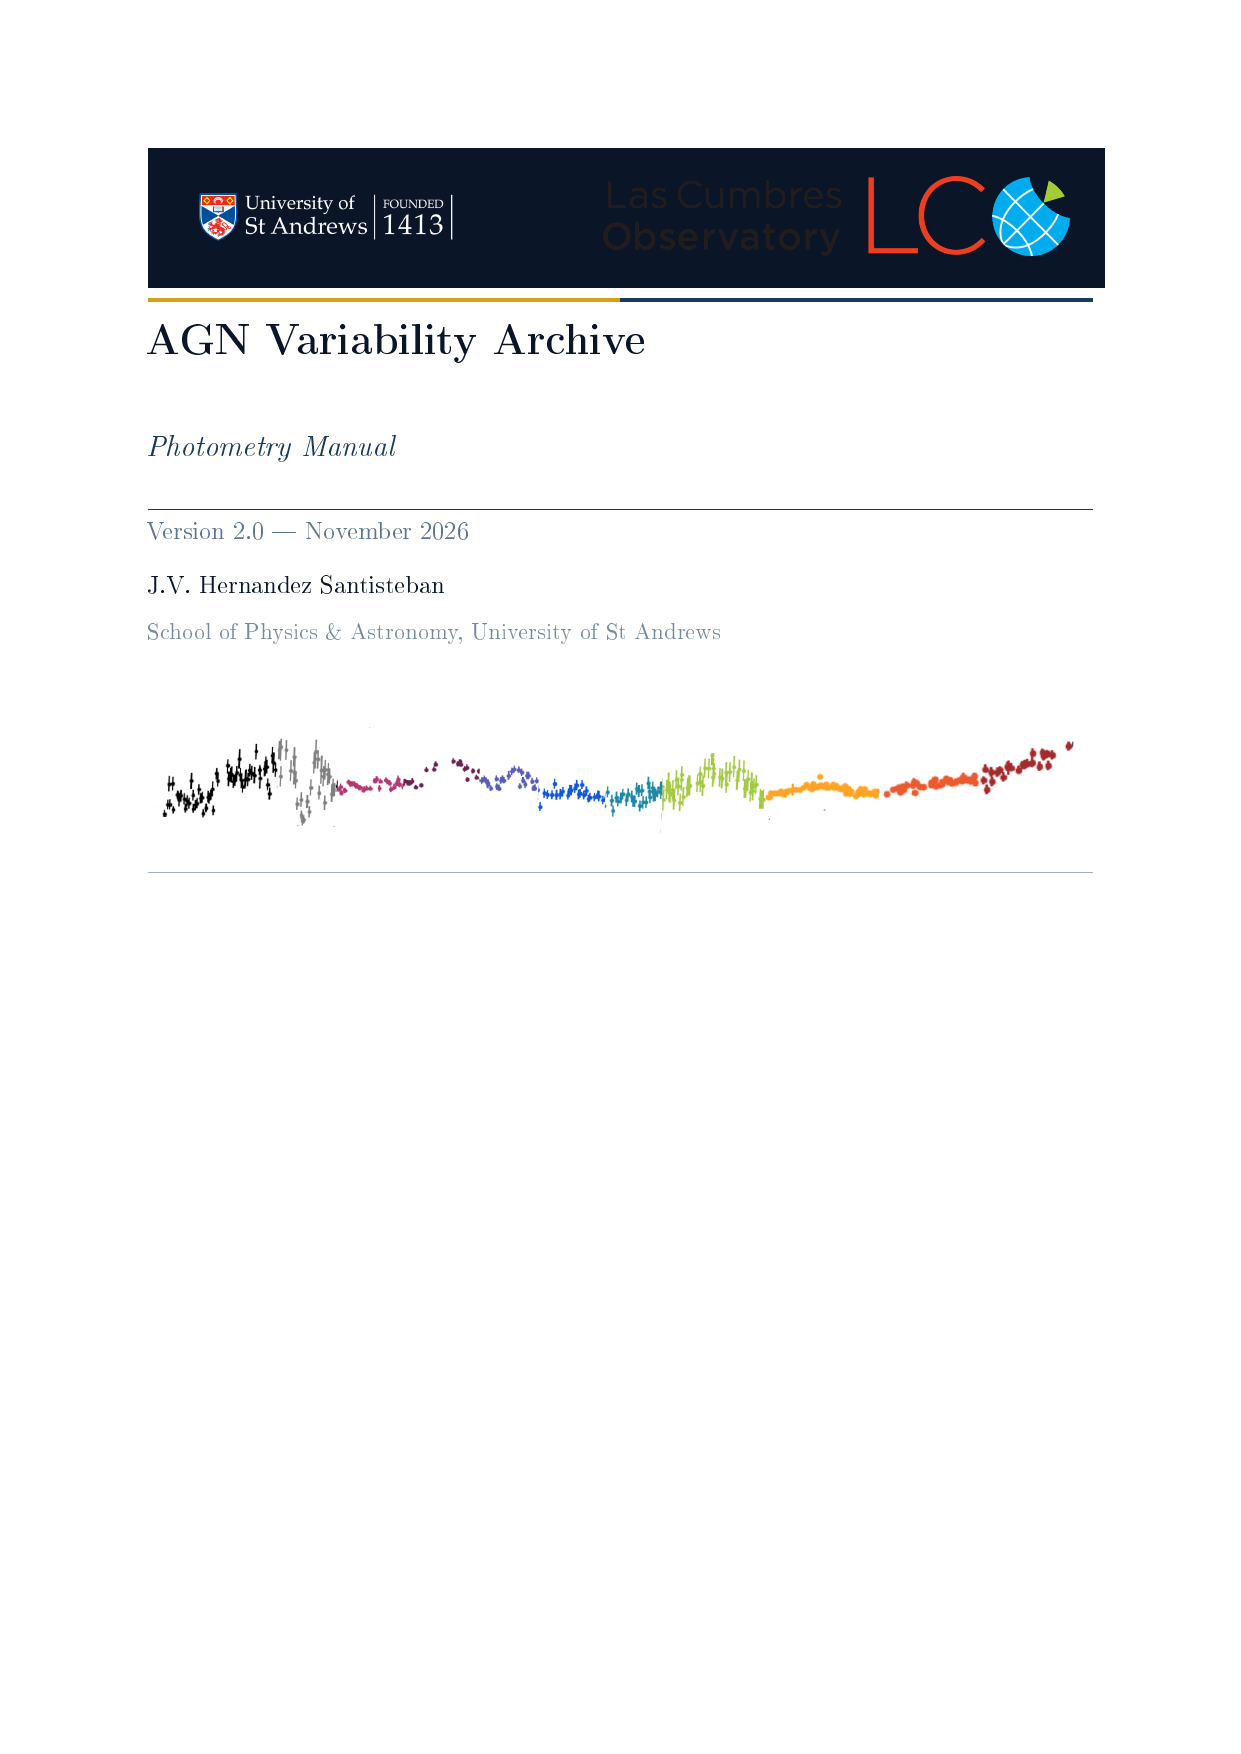 University of
St Andrews
FOUNDED
1413
Las Cumbres
Observatory
LCO
AGN Variability Archive
Photometry Manual
Version 2.0 — November 2026
J.V. Hernandez Santisteban
School of Physics & Astronomy, University of St Andrews